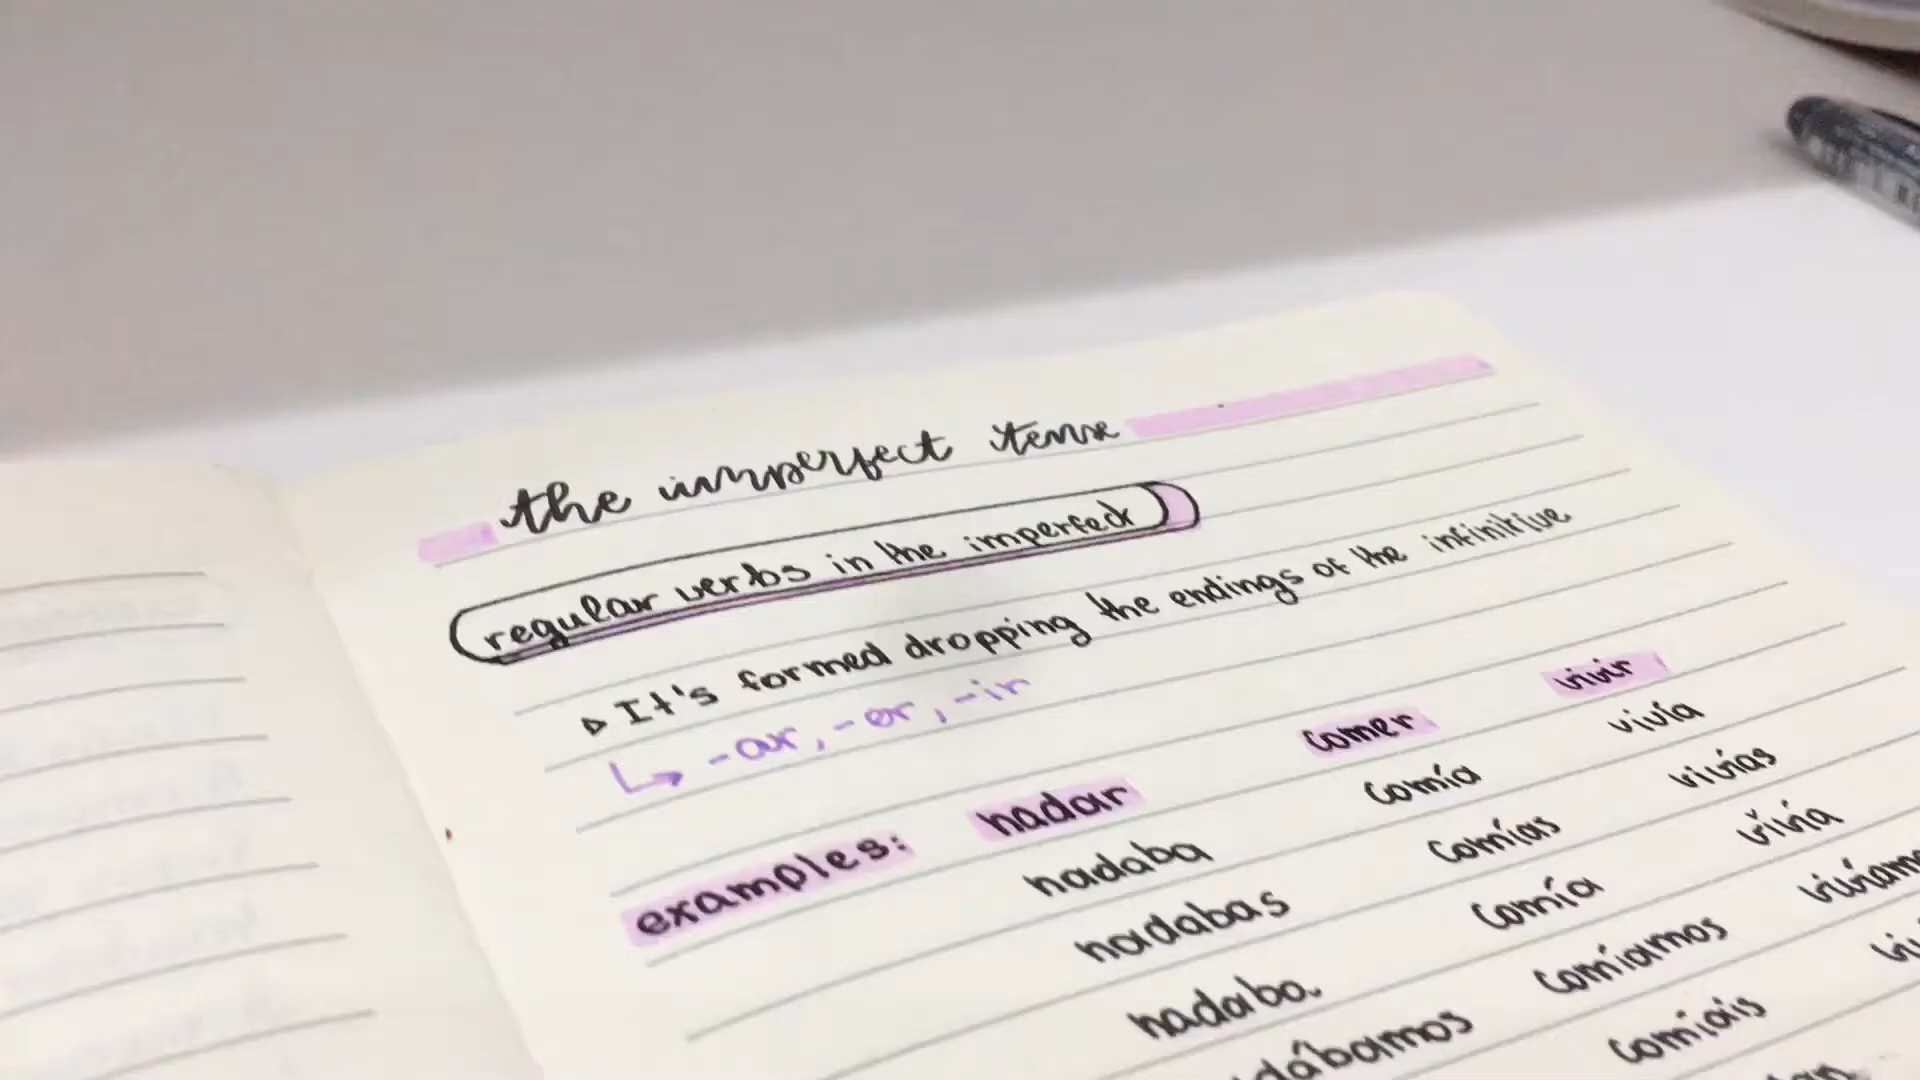 the imperfect tense
regular verbs in the imperfect
▷ It's formed dropping the endings of the infinitive
↳ -ar, -er, -ir
examples: nadar comer vivir
nadaba comía vivía
nadabas comías vivías
nadaba comía vivía
comíamos
comíais